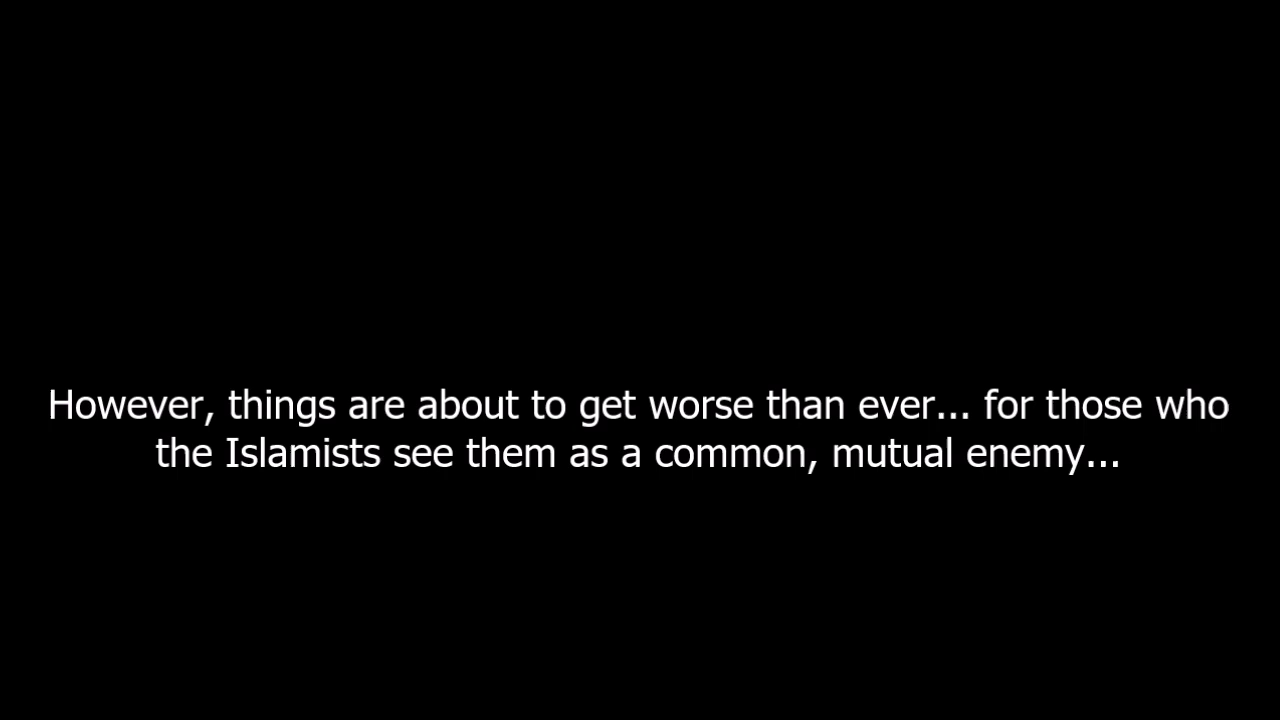 However, things are about to get worse than ever... for those who
the Islamists see them as a common, mutual enemy...